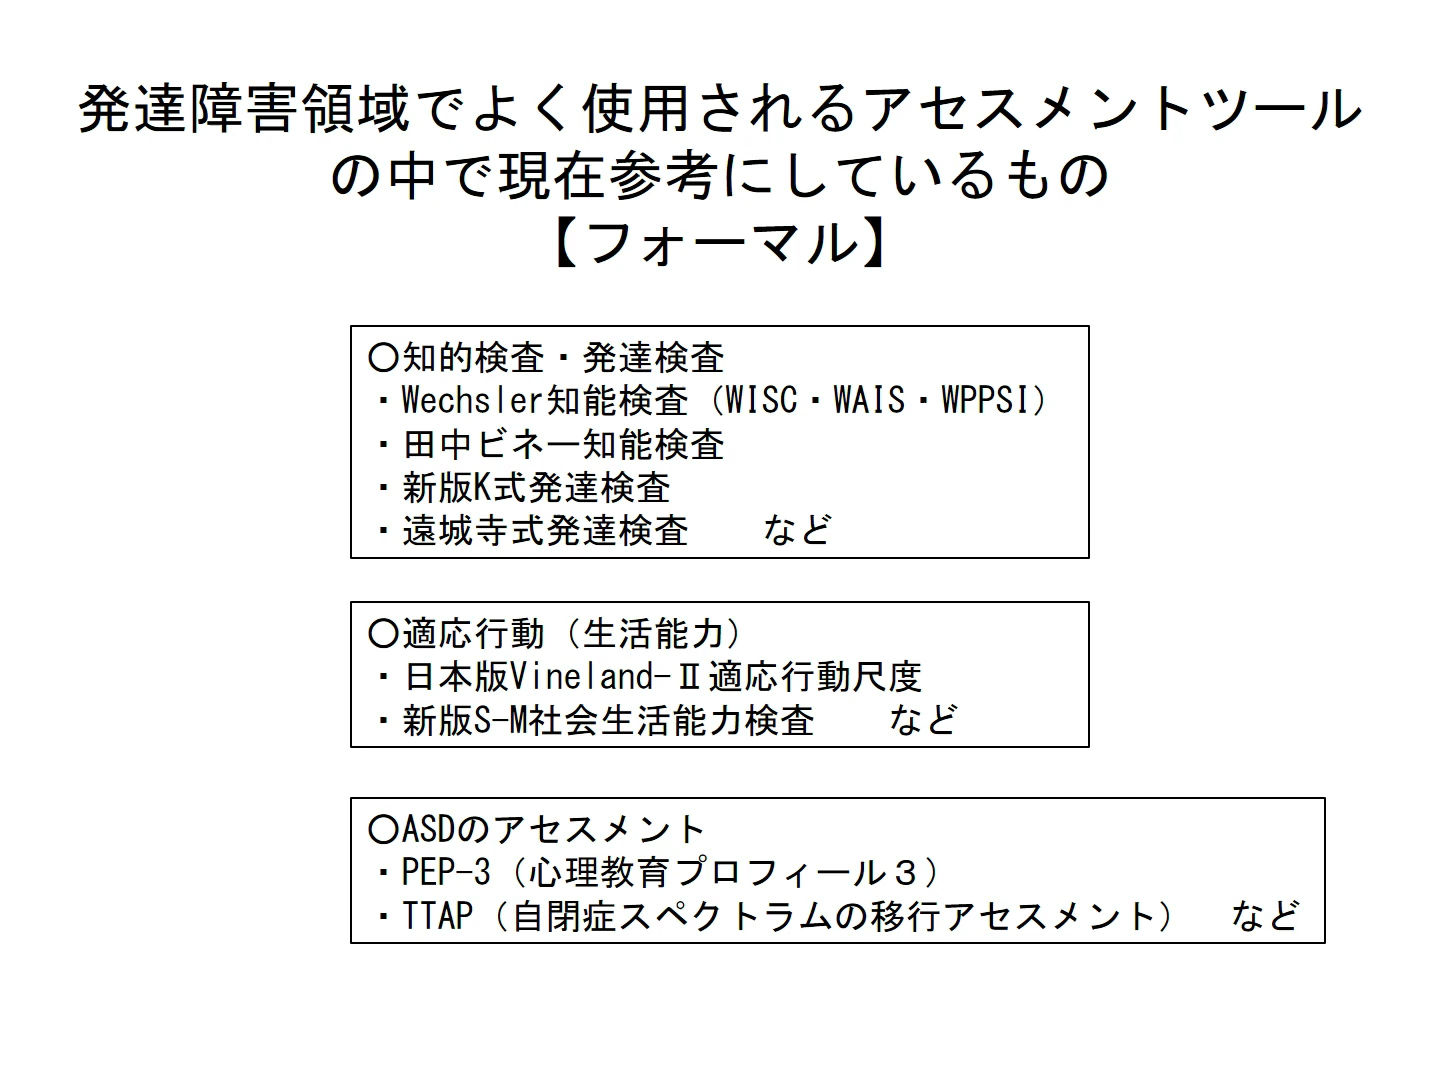 発達障害領域でよく使用されるアセスメントツール
の中で現在参考にしているもの
【フォーマル】
〇知的検査・発達検査
・Wechsler知能検査（WISC・WAIS・WPPSI）
・田中ビネー知能検査
・新版K式発達検査
・遠城寺式発達検査　　など
〇適応行動（生活能力）
・日本版Vineland-Ⅱ適応行動尺度
・新版S-M社会生活能力検査　　など
〇ASDのアセスメント
・PEP-3（心理教育プロフィール３）
・TTAP（自閉症スペクトラムの移行アセスメント）　など